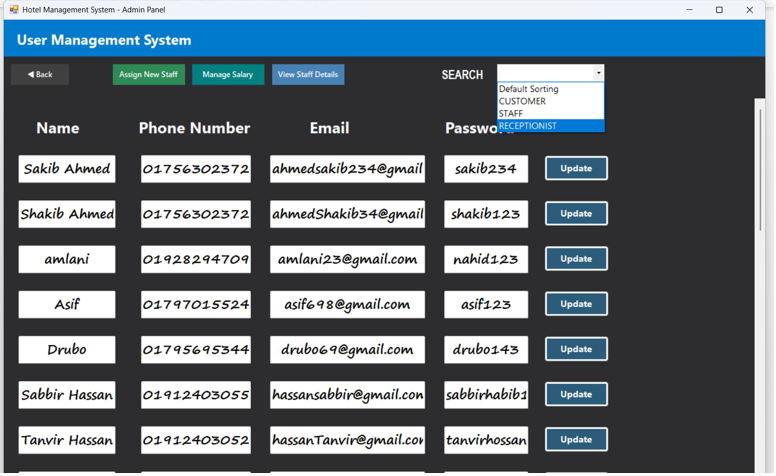 Hotel Management System - Admin Panel
User Management System
◀ Back Assign New Staff Manage Salary View Staff Details SEARCH
Default Sorting
CUSTOMER
STAFF
RECEPTIONIST
Name Phone Number Email
Sakib Ahmed 01756302372 ahmedsakib234@gmail sakib234 Update
Shakib Ahmed 01756302372 ahmedShakib34@gmail shakib123 Update
amlani 01928294709 amlani23@gmail.com nahid123 Update
Asif 01797015524 asif698@gmail.com asif123 Update
Drubo 01795695344 drubo69@gmail.com drubo143 Update
Sabbir Hassan 01912403055 hassansabbir@gmail.con sabbirhabib1 Update
Tanvir Hassan 01912403052 hassanTanvir@gmail.con tanvirhossan Update